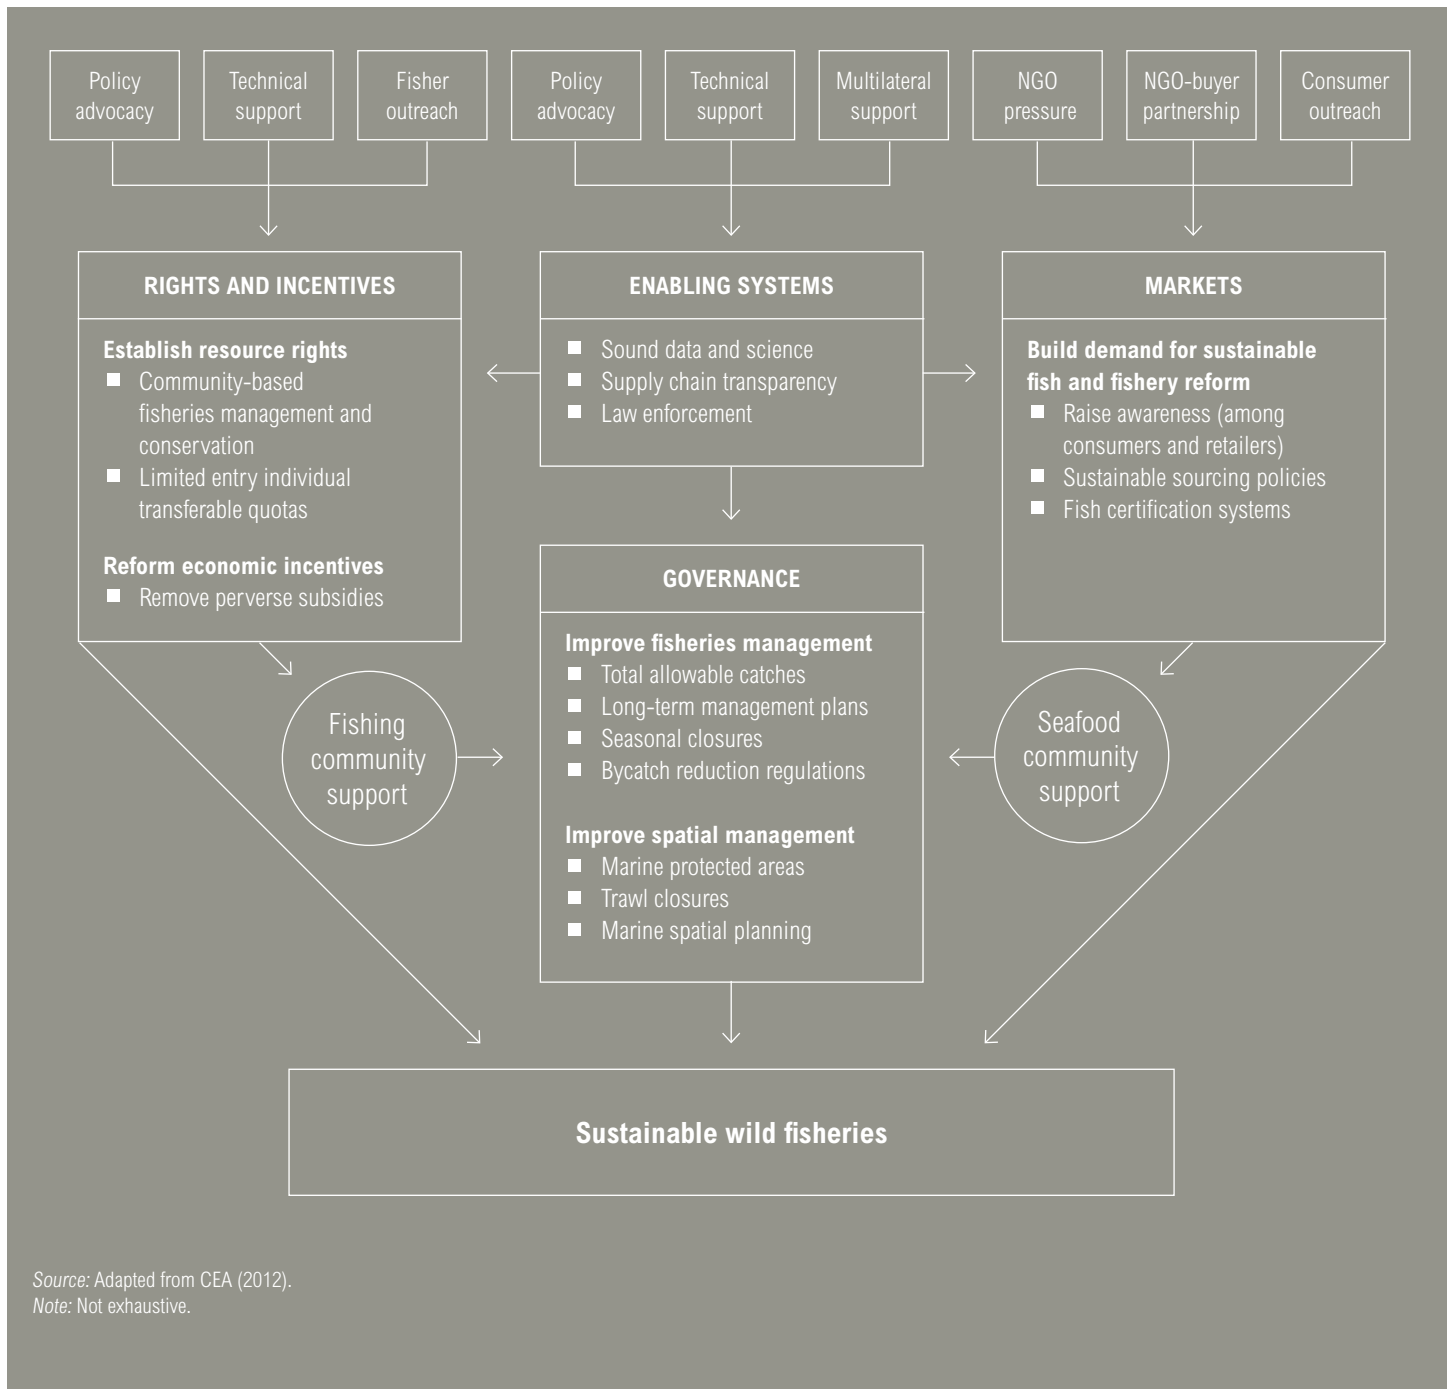 Policy
advocacy
Technical
support
Fisher
outreach
Policy
advocacy
Technical
support
Multilateral
support
NGO
pressure
NGO-buyer
partnership
Consumer
outreach
RIGHTS AND INCENTIVES
Establish resource rights
Community-based
fisheries management and
conservation
Limited entry individual
transferable quotas
Reform economic incentives
Remove perverse subsidies
ENABLING SYSTEMS
Sound data and science
Supply chain transparency
Law enforcement
MARKETS
Build demand for sustainable
fish and fishery reform
Raise awareness (among
consumers and retailers)
Sustainable sourcing policies
Fish certification systems
GOVERNANCE
Improve fisheries management
Total allowable catches
Long-term management plans
Seasonal closures
Bycatch reduction regulations
Improve spatial management
Marine protected areas
Trawl closures
Marine spatial planning
Fishing
community
support
Seafood
community
support
Sustainable wild fisheries
Source: Adapted from CEA (2012).
Note: Not exhaustive.